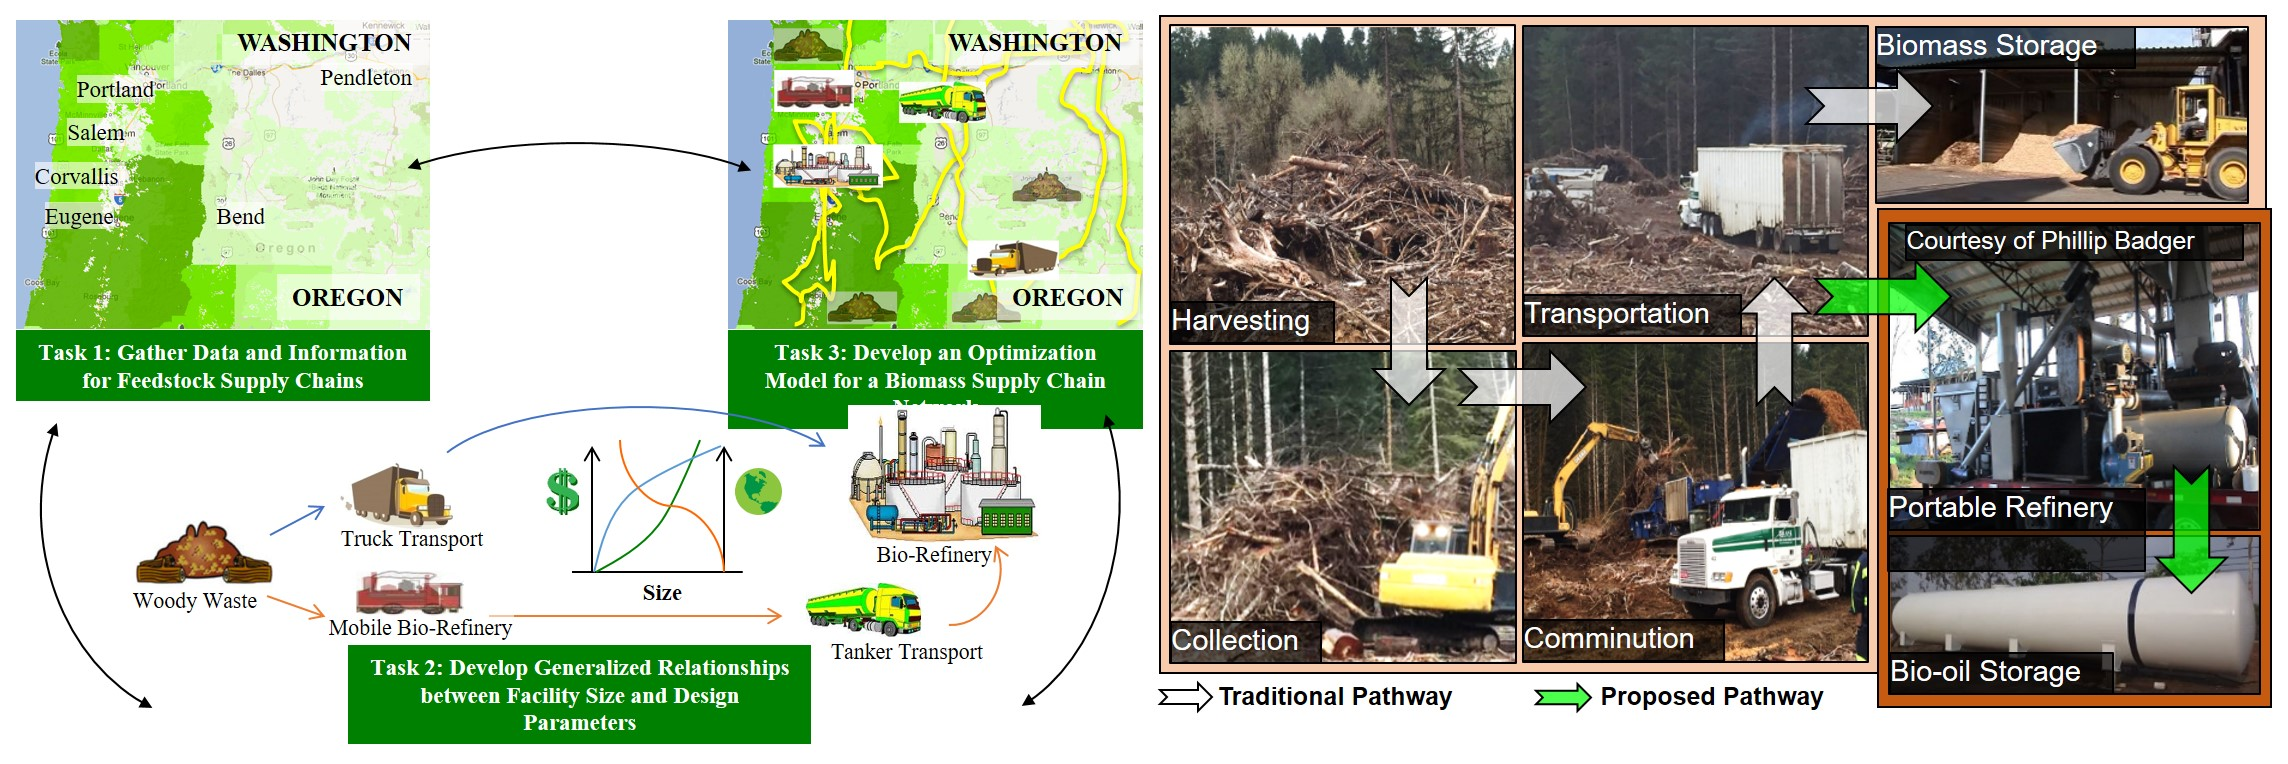 WASHINGTON
Pendleton
Portland
Salem
Corvallis
Eugene
Bend
Oregon
OREGON
Task 1: Gather Data and Information
for Feedstock Supply Chains
WASHINGTON
Portland
OREGON
Task 3: Develop an Optimization
Model for a Biomass Supply Chain
Network
$
Truck Transport
Woody Waste
Mobile Bio-Refinery
Size
Bio-Refinery
Tanker Transport
Task 2: Develop Generalized Relationships
between Facility Size and Design
Parameters
Harvesting
Collection
Transportation
Comminution
Biomass Storage
Courtesy of Phillip Badger
Portable Refinery
Bio-oil Storage
Traditional Pathway
Proposed Pathway